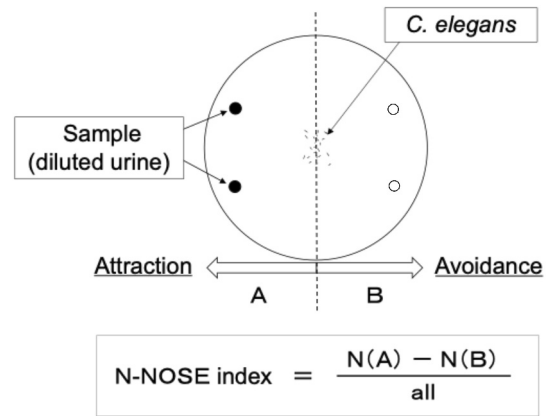 C. elegans
Sample
(diluted urine)
Attraction
Avoidance
A
B
N-NOSE index = N(A) − N(B)
all